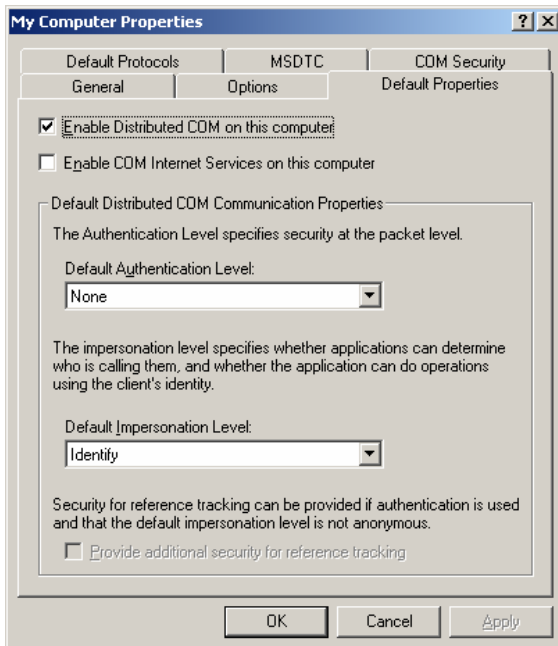 My Computer Properties
Default Protocols
MSDTC
COM Security
General
Options
Default Properties
Enable Distributed COM on this computer
Enable COM Internet Services on this computer
Default Distributed COM Communication Properties
The Authentication Level specifies security at the packet level.
Default Authentication Level:
None
The impersonation level specifies whether applications can determine
who is calling them, and whether the application can do operations
using the client's identity.
Default Impersonation Level:
Identify
Security for reference tracking can be provided if authentication is used
and that the default impersonation level is not anonymous.
Provide additional security for reference tracking
OK
Cancel
Apply